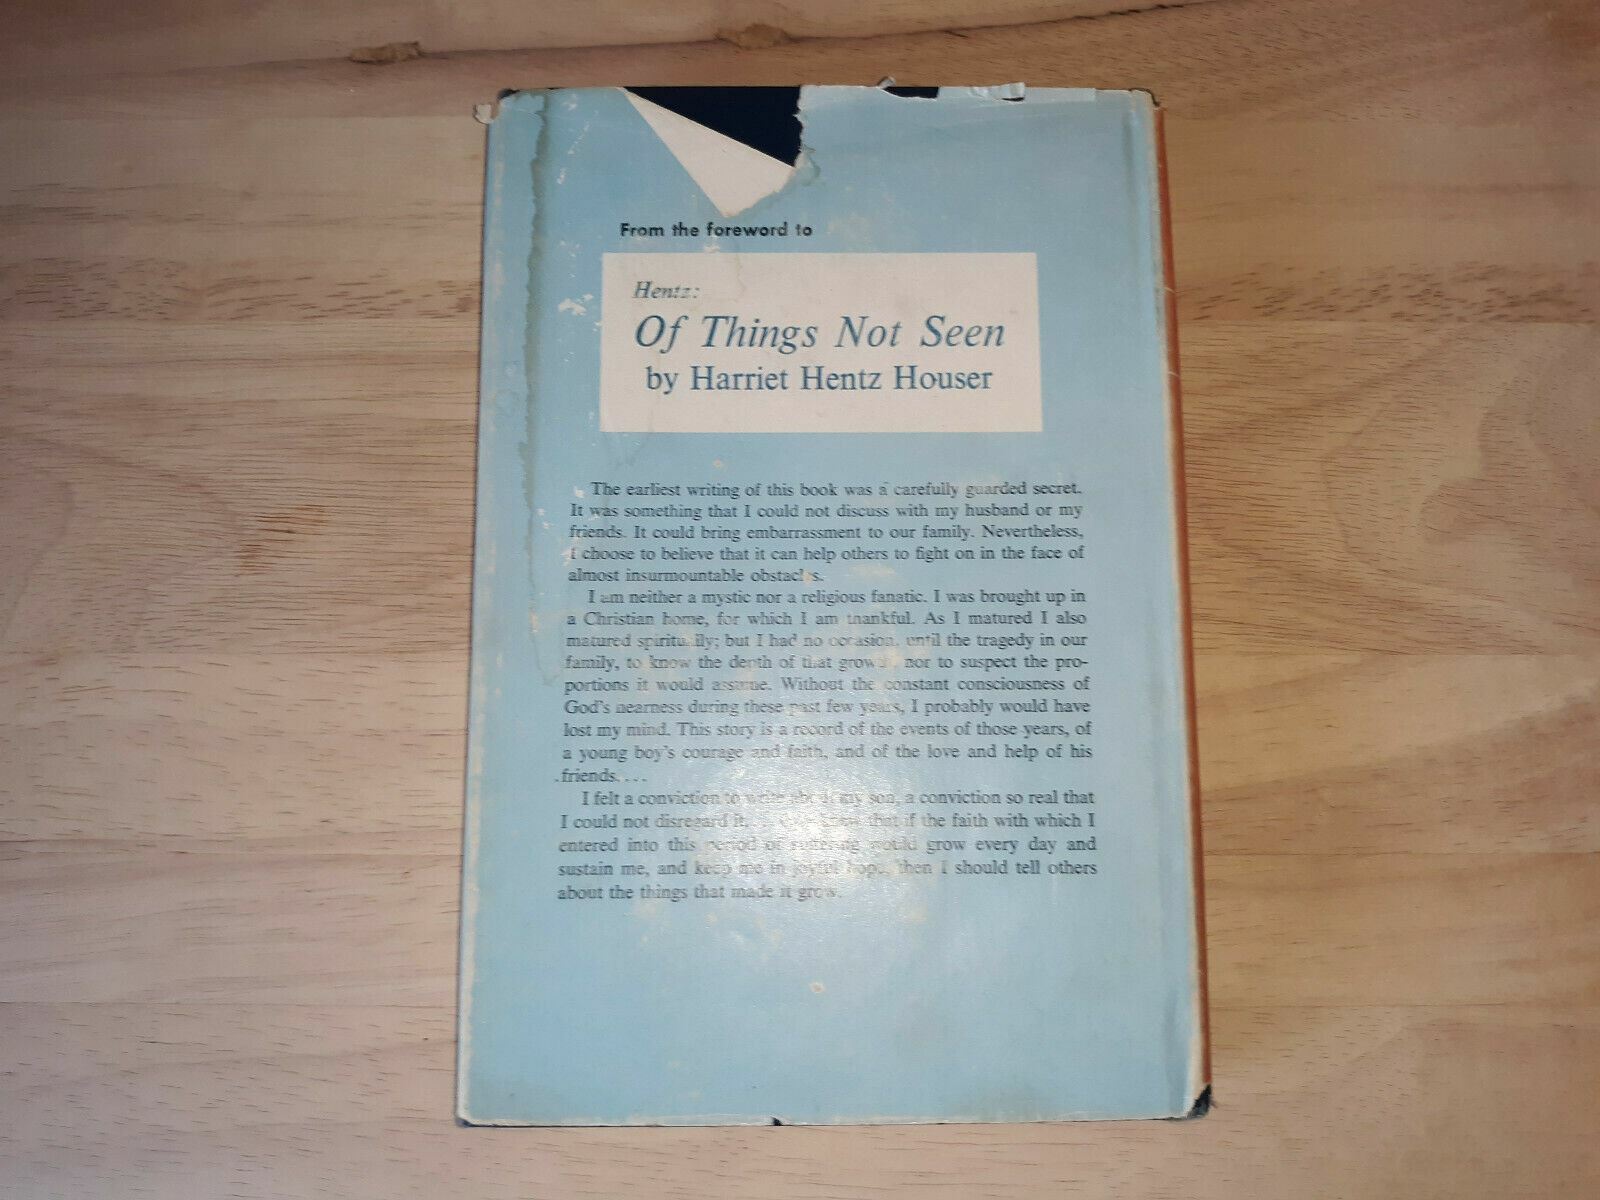 From the foreword to
Hentz:
Of Things Not Seen
by Harriet Hentz Houser
The earliest writing of this book was a carefully guarded secret.
It was something that I could not discuss with my husband or my
friends. It could bring embarrassment to our family. Nevertheless,
I choose to believe that it can help others to fight on in the face of
almost insurmountable obstacles.
I am neither a mystic nor a religious fanatic. I was brought up in
a Christian home, for which I am thankful. As I matured I also
matured spiritually; but I had no occasion, until the tragedy in our
family, to know the depth of that growth, nor to suspect the pro-
portions it would assume. Without the constant consciousness of
God's nearness during these past few years, I probably would have
lost my mind. This story is a record of the events of those years, of
a young boy's courage and faith, and of the love and help of his
friends. . . .
I felt a conviction to write about my son, a conviction so real that
I could not disregard it. that if the faith with which I
entered into this period of suffering would grow every day and
sustain me, and keep me in joyful hope, then I should tell others
about the things that made it grow.